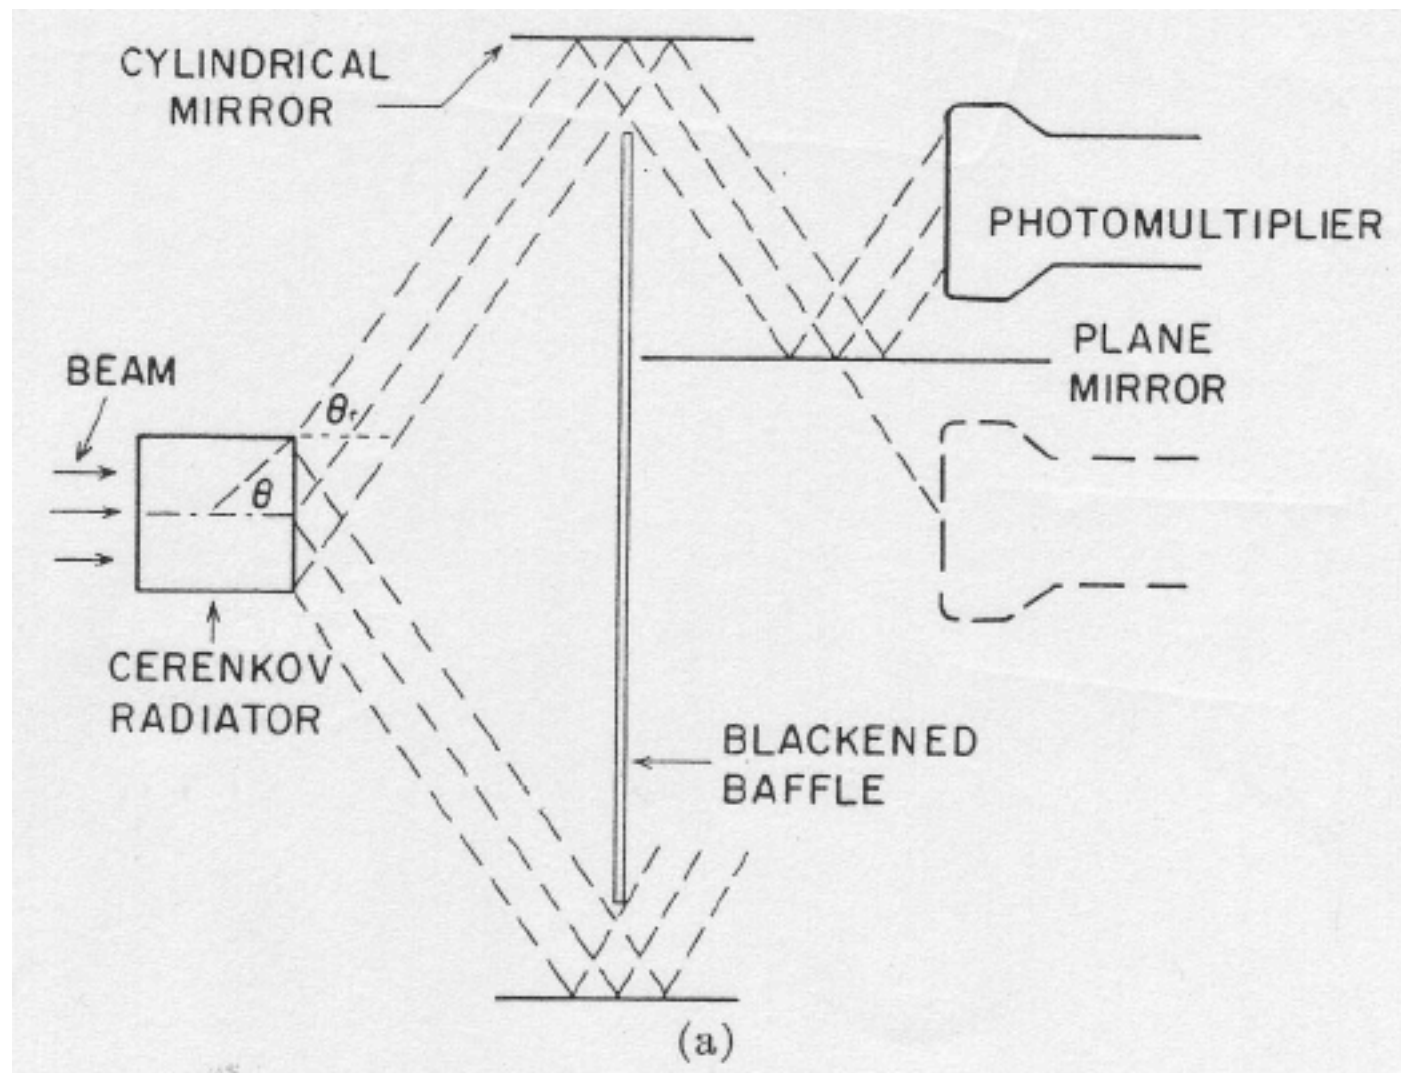 CYLINDRICAL
MIRROR
PHOTOMULTIPLIER
PLANE
MIRROR
BEAM
θr
θ
CERENKOV
RADIATOR
BLACKENED
BAFFLE
(a)